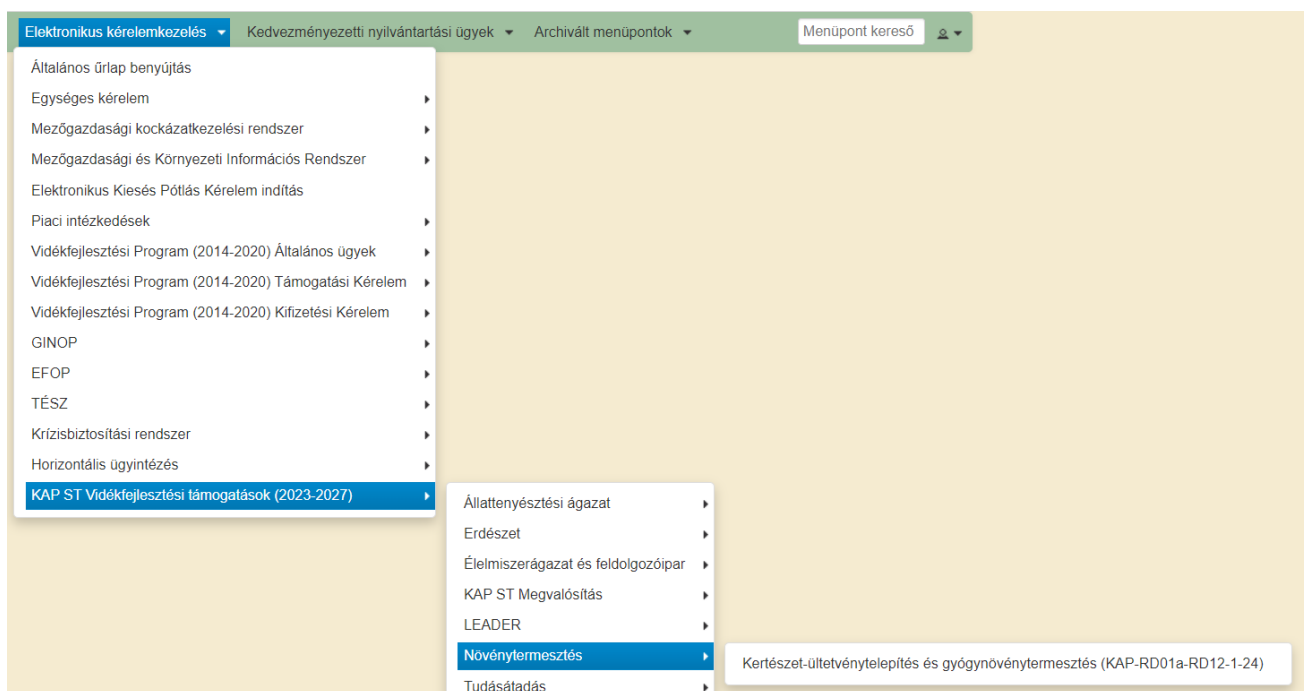 Elektronikus kérelemkezelés Kedvezményezetti nyilvántartási ügyek Archivált menüpontok Menüpont kereső
Általános űrlap benyújtás
Egységes kérelem
Mezőgazdasági kockázatkezelési rendszer
Mezőgazdasági és Környezeti Információs Rendszer
Elektronikus Kiesés Pótlás Kérelem indítás
Piaci intézkedések
Vidékfejlesztési Program (2014-2020) Általános ügyek
Vidékfejlesztési Program (2014-2020) Támogatási Kérelem
Vidékfejlesztési Program (2014-2020) Kifizetési Kérelem
GINOP
EFOP
TÉSZ
Krízisbiztosítási rendszer
Horizontális ügyintézés
KAP ST Vidékfejlesztési támogatások (2023-2027)
Állattenyésztési ágazat
Erdészet
Élelmiszerágazat és feldolgozóipar
KAP ST Megvalósítás
LEADER
Növénytermesztés
Kertészet-ültetvénytelepítés és gyógynövénytermesztés (KAP-RD01a-RD12-1-24)
Tudásátadás